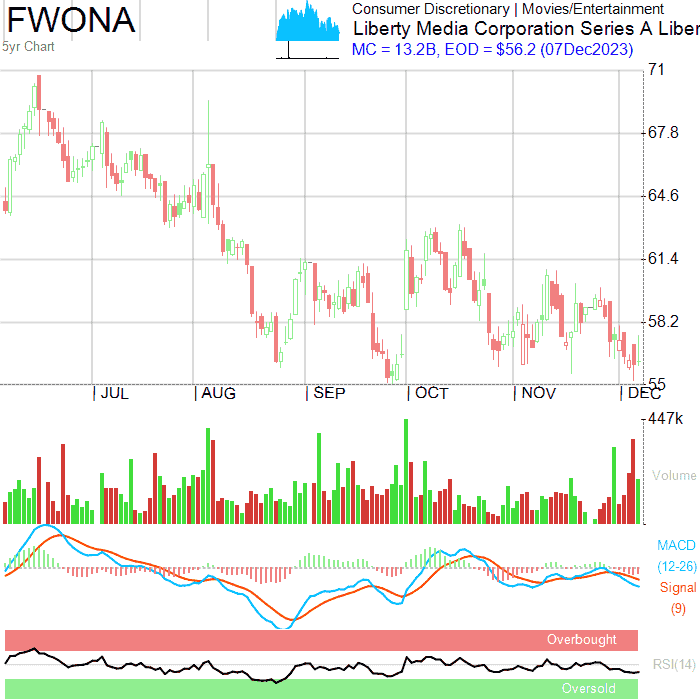 FWONA
5yr Chart
Consumer Discretionary | Movies/Entertainment
Liberty Media Corporation Series A Liber
MC = 13.2B, EOD = $56.2 (07Dec2023)
71
67.8
64.6
61.4
58.2
55
JUL AUG SEP OCT NOV DEC
447k
Volume
MACD
(12-26)
Signal
(9)
Overbought
RSI(14)
Oversold